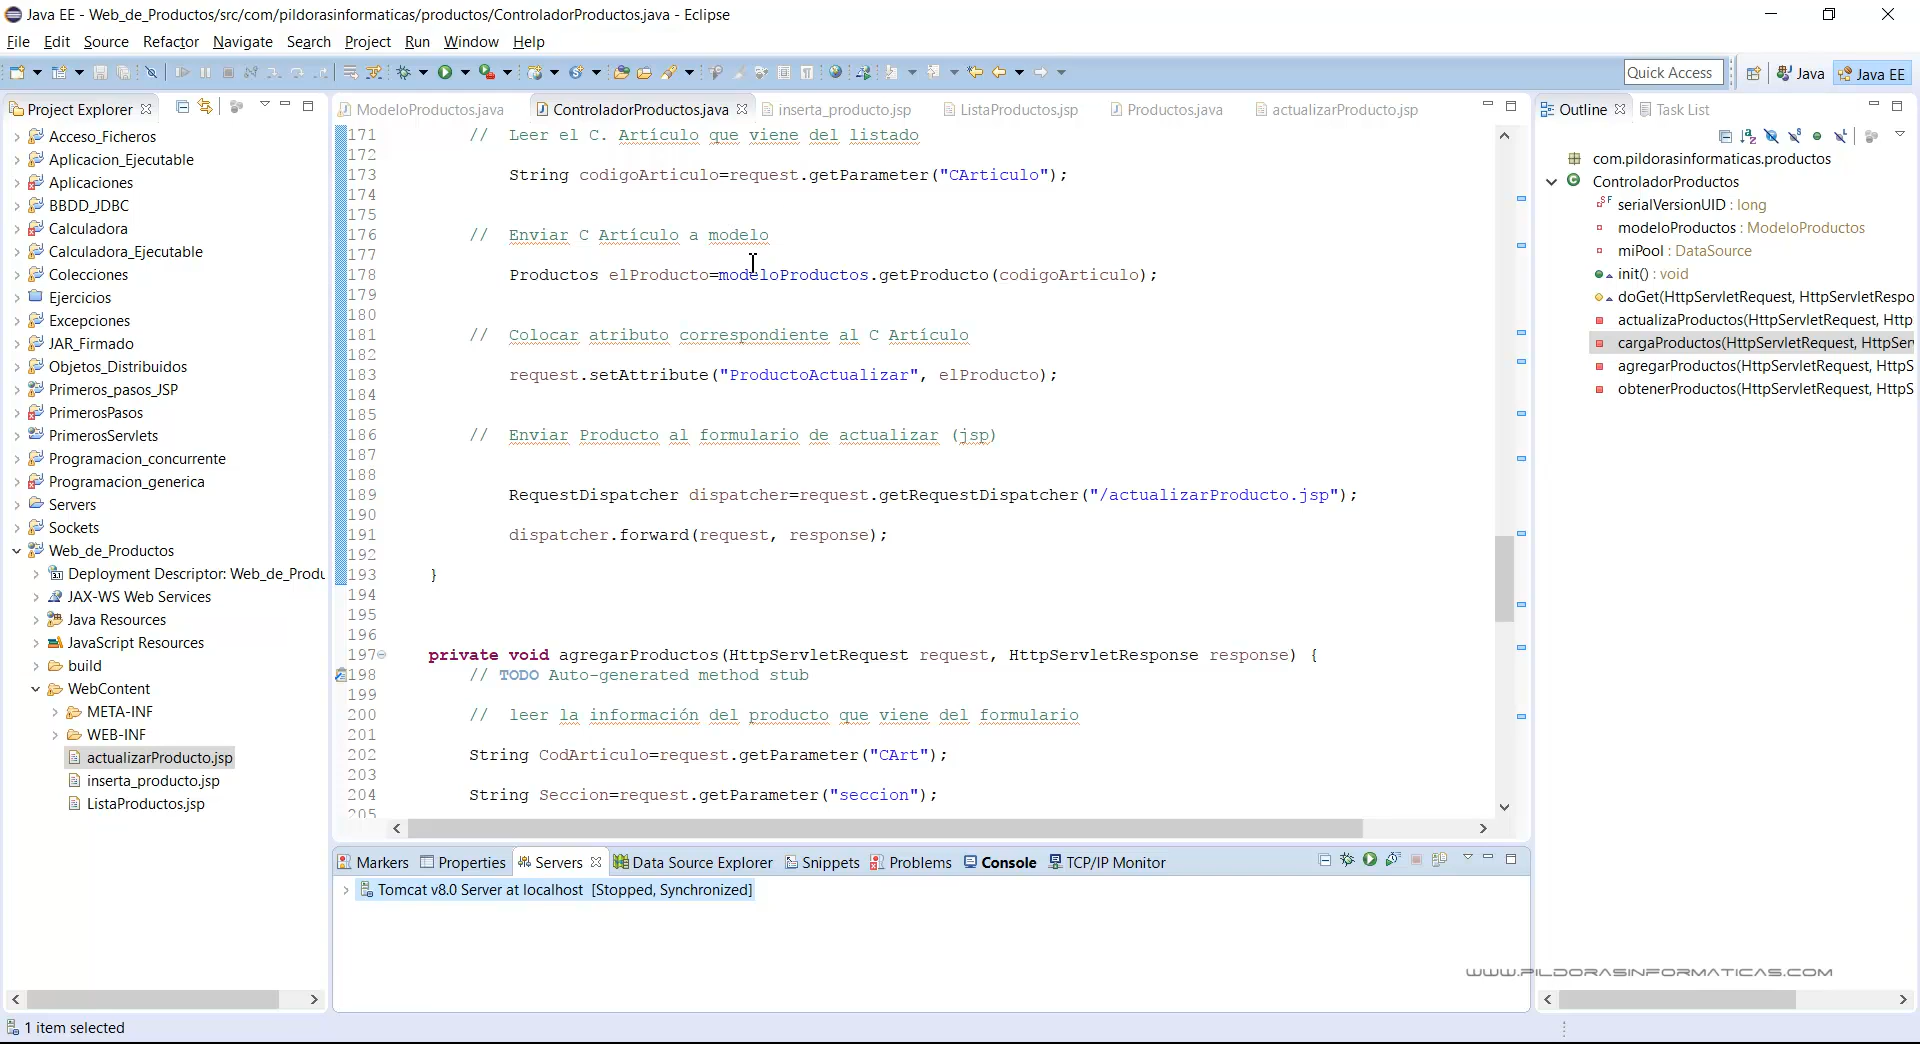 Java EE - Web_de_Productos/src/com/pildorasinformaticas/productos/ControladorProductos.java - Eclipse
File Edit Source Refactor Navigate Search Project Run Window Help
Quick Access
Java
Java EE
Project Explorer
Acceso_Ficheros
Aplicacion_Ejecutable
Aplicaciones
BBDD_JDBC
Calculadora
Calculadora_Ejecutable
Colecciones
Ejercicios
Excepciones
JAR_Firmado
Objetos_Distribuidos
Primeros_pasos_JSP
PrimerosPasos
PrimerosServlets
Programacion_concurrente
Programacion_generica
Servers
Sockets
Web_de_Productos
Deployment Descriptor: Web_de_Produ
JAX-WS Web Services
Java Resources
JavaScript Resources
build
WebContent
META-INF
WEB-INF
actualizarProducto.jsp
inserta_producto.jsp
ListaProductos.jsp
ModeloProductos.java ControladorProductos.java inserta_producto.jsp ListaProductos.jsp Productos.java actualizarProducto.jsp
171 // Leer el C. Artículo que viene del listado
172
173 String codigoArticulo=request.getParameter("CArticulo");
174
175
176 // Enviar C Artículo a modelo
177
178 Productos elProducto=modeloProductos.getProducto(codigoArticulo);
179
180
181 // Colocar atributo correspondiente al C Artículo
182
183 request.setAttribute("ProductoActualizar", elProducto);
184
185
186 // Enviar Producto al formulario de actualizar (jsp)
187
188
189 RequestDispatcher dispatcher=request.getRequestDispatcher("/actualizarProducto.jsp");
190
191 dispatcher.forward(request, response);
192
193 }
194
195
196
197 private void agregarProductos(HttpServletRequest request, HttpServletResponse response) {
198 // TODO Auto-generated method stub
199
200 // leer la información del producto que viene del formulario
201
202 String CodArticulo=request.getParameter("CArt");
203
204 String Seccion=request.getParameter("seccion");
205
Outline Task List
com.pildorasinformaticas.productos
ControladorProductos
serialVersionUID : long
modeloProductos : ModeloProductos
miPool : DataSource
init() : void
doGet(HttpServletRequest, HttpServletRespo
actualizaProductos(HttpServletRequest, Http
cargaProductos(HttpServletRequest, HttpServ
agregarProductos(HttpServletRequest, HttpS
obtenerProductos(HttpServletRequest, HttpS
Markers Properties Servers Data Source Explorer Snippets Problems Console TCP/IP Monitor
Tomcat v8.0 Server at localhost [Stopped, Synchronized]
WWW.PILDORASINFORMATICAS.COM
1 item selected